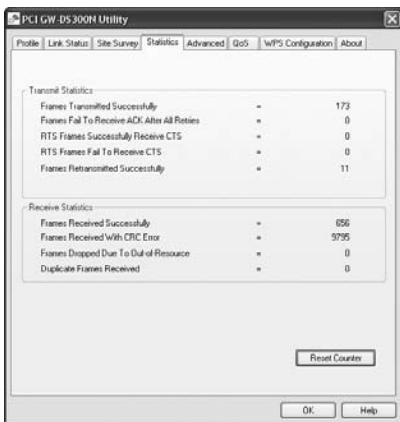 PCI GW-DS300N Utility
Profile Link Status Site Survey Statistics Advanced QoS WPS Configuration About
Transmit Statistics
Frames Transmitted Successfully = 173
Frames Fail To Receive ACK After All Retries = 0
RTS Frames Successfully Receive CTS = 0
RTS Frames Fail To Receive CTS = 0
Frames Retransmitted Successfully = 11
Receive Statistics
Frames Received Successfully = 656
Frames Received With CRC Error = 9795
Frames Dropped Due To Out-of-Resource = 0
Duplicate Frames Received = 0
Reset Counter
OK Help